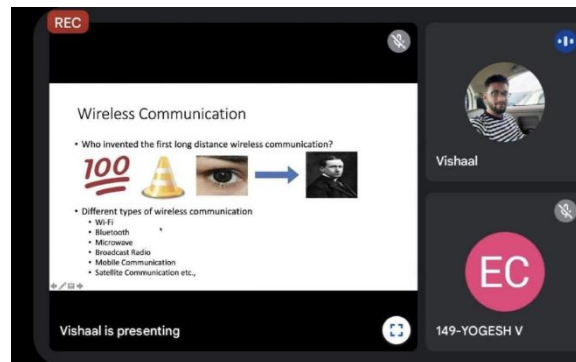 REC
Wireless Communication
• Who invented the first long distance wireless communication?
100
• Different types of wireless communication
• Wi-Fi
• Bluetooth
• Microwave
• Broadcast Radio
• Mobile Communication
• Satellite Communication etc.,
Vishaal is presenting
Vishaal
EC
149-YOGESH V